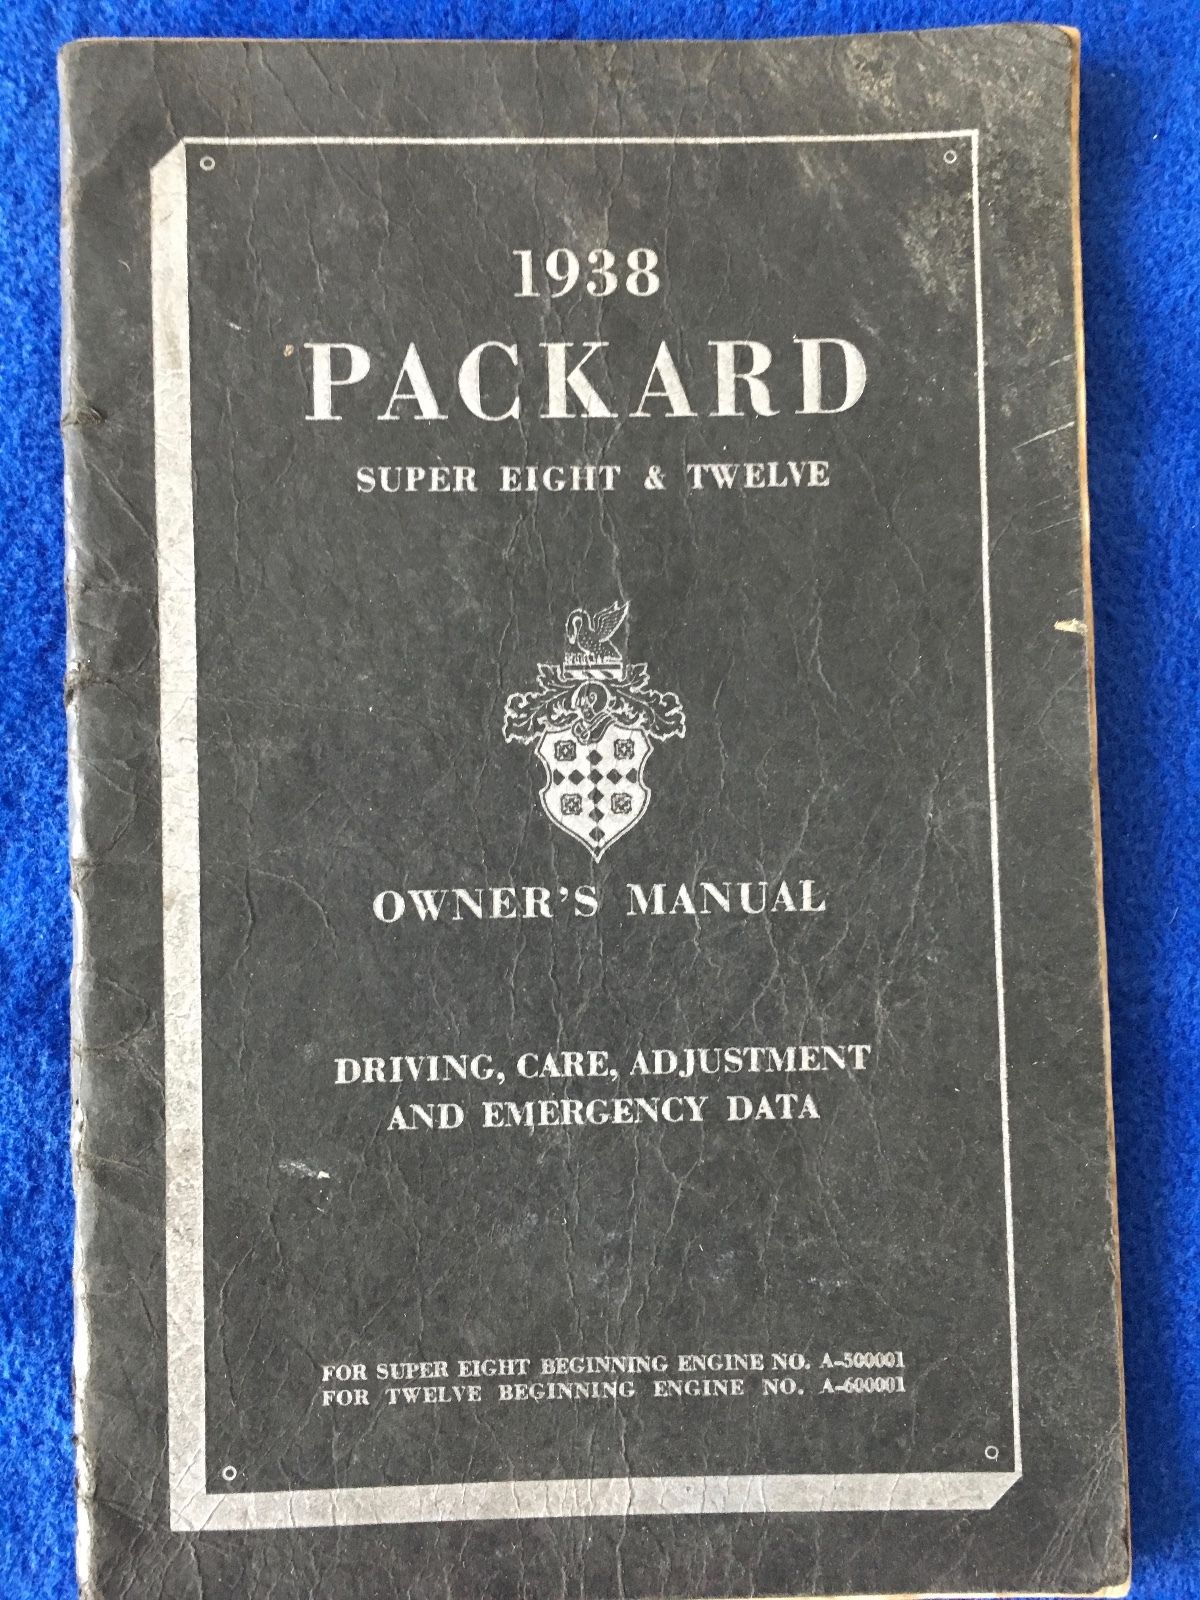 1938
PACKARD
SUPER EIGHT & TWELVE
OWNER'S MANUAL
DRIVING, CARE, ADJUSTMENT
AND EMERGENCY DATA
FOR SUPER EIGHT BEGINNING ENGINE NO. A-500001
FOR TWELVE BEGINNING ENGINE NO. A-600001